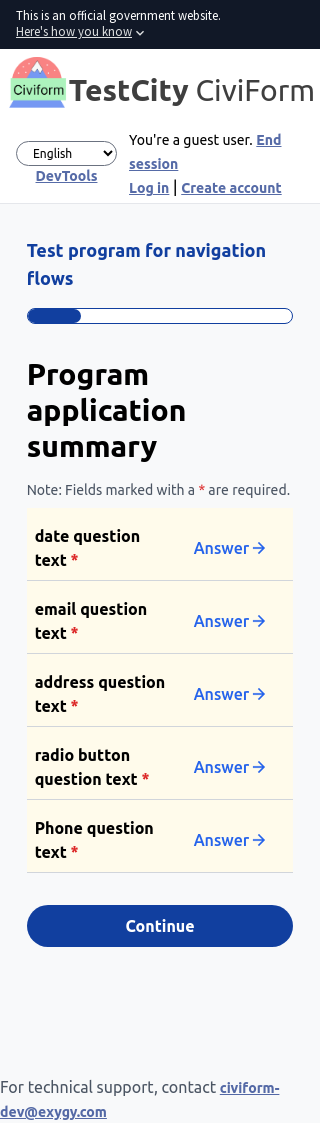 This is an official government website.
Here's how you know
Civiform
TestCity CiviForm
English
DevTools
You're a guest user. End
session
Log in | Create account
Test program for navigation
flows
Program
application
summary
Note: Fields marked with a * are required.
date question
text *
Answer
email question
text *
Answer
address question
text *
Answer
radio button
question text *
Answer
Phone question
text *
Answer
Continue
For technical support, contact civiform-
dev@exygy.com